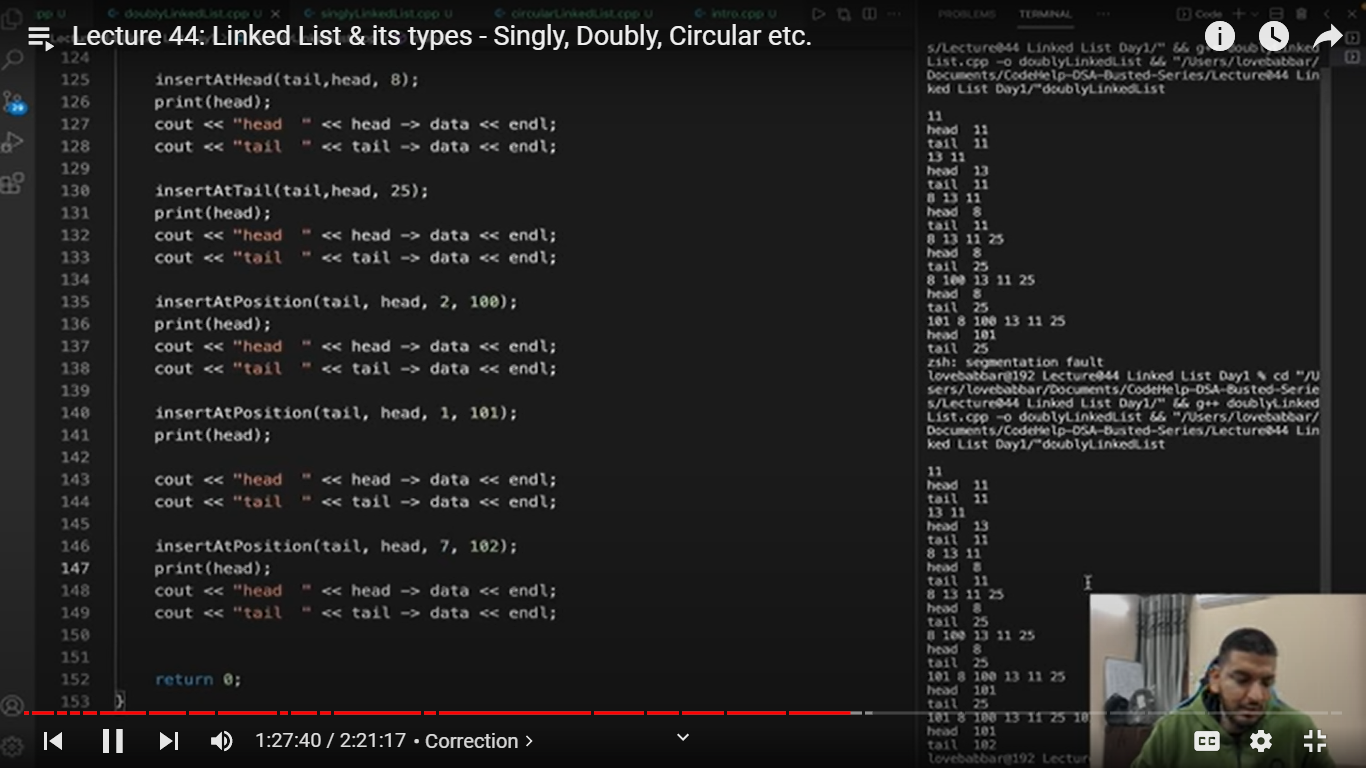 Lecture 44: Linked List & its types - Singly, Doubly, Circular etc.
doublyLinkedList.cpp U singlyLinkedList.cpp U circularLinkedList.cpp U intro.cpp U
124
125 insertAtHead(tail,head, 8);
126 print(head);
127 cout << "head  " << head -> data << endl;
128 cout << "tail  " << tail -> data << endl;
129
130 insertAtTail(tail,head, 25);
131 print(head);
132 cout << "head  " << head -> data << endl;
133 cout << "tail  " << tail -> data << endl;
134
135 insertAtPosition(tail, head, 2, 100);
136 print(head);
137 cout << "head  " << head -> data << endl;
138 cout << "tail  " << tail -> data << endl;
139
140 insertAtPosition(tail, head, 1, 101);
141 print(head);
142
143 cout << "head  " << head -> data << endl;
144 cout << "tail  " << tail -> data << endl;
145
146 insertAtPosition(tail, head, 7, 102);
147 print(head);
148 cout << "head  " << head -> data << endl;
149 cout << "tail  " << tail -> data << endl;
150
151
152 return 0;
153 }
29
PROBLEMS TERMINAL ··· Code
s/Lecture044 Linked List Day1/" && g++ doublyLinked
List.cpp -o doublyLinkedList && "/Users/lovebabbar/
Documents/CodeHelp-DSA-Busted-Series/Lecture044 Lin
ked List Day1/"doublyLinkedList
11
head  11
tail  11
13 11
head  13
tail  11
8 13 11
head  8
tail  11
8 13 11 25
head  8
tail  25
8 100 13 11 25
head  8
tail  25
101 8 100 13 11 25
head  101
tail  25
zsh: segmentation fault
lovebabbar@192 Lecture044 Linked List Day1 % cd "/U
sers/lovebabbar/Documents/CodeHelp-DSA-Busted-Serie
s/Lecture044 Linked List Day1/" && g++ doublyLinked
List.cpp -o doublyLinkedList && "/Users/lovebabbar/
Documents/CodeHelp-DSA-Busted-Series/Lecture044 Lin
ked List Day1/"doublyLinkedList
11
head  11
tail  11
13 11
head  13
tail  11
8 13 11
head  8
tail  11
8 13 11 25
head  8
tail  25
8 100 13 11 25
head  8
tail  25
101 8 100 13 11 25
head  101
tail  25
101 8 100 13 11 25 10
head  101
tail  102
lovebabbar@192 Lectur
1:27:40 / 2:21:17 • Correction
CC